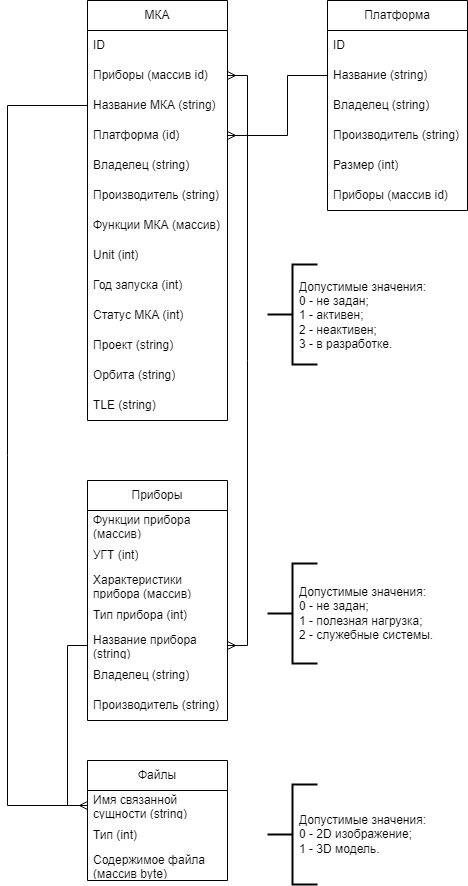 МКА
ID
Приборы (массив id)
Название МКА (string)
Платформа (id)
Владелец (string)
Производитель (string)
Функции МКА (массив)
Unit (int)
Год запуска (int)
Статус МКА (int)
Проект (string)
Орбита (string)
TLE (string)
Платформа
ID
Название (string)
Владелец (string)
Производитель (string)
Размер (int)
Приборы (массив id)
Допустимые значения:
0 - не задан;
1 - активен;
2 - неактивен;
3 - в разработке.
Приборы
Функции прибора
(массив)
УГТ (int)
Характеристики
прибора (массив)
Тип прибора (int)
Название прибора
(string)
Владелец (string)
Производитель (string)
Допустимые значения:
0 - не задан;
1 - полезная нагрузка;
2 - служебные системы.
Файлы
Имя связанной
сущности (string)
Тип (int)
Содержимое файла
(массив byte)
Допустимые значения:
0 - 2D изображение;
1 - 3D модель.